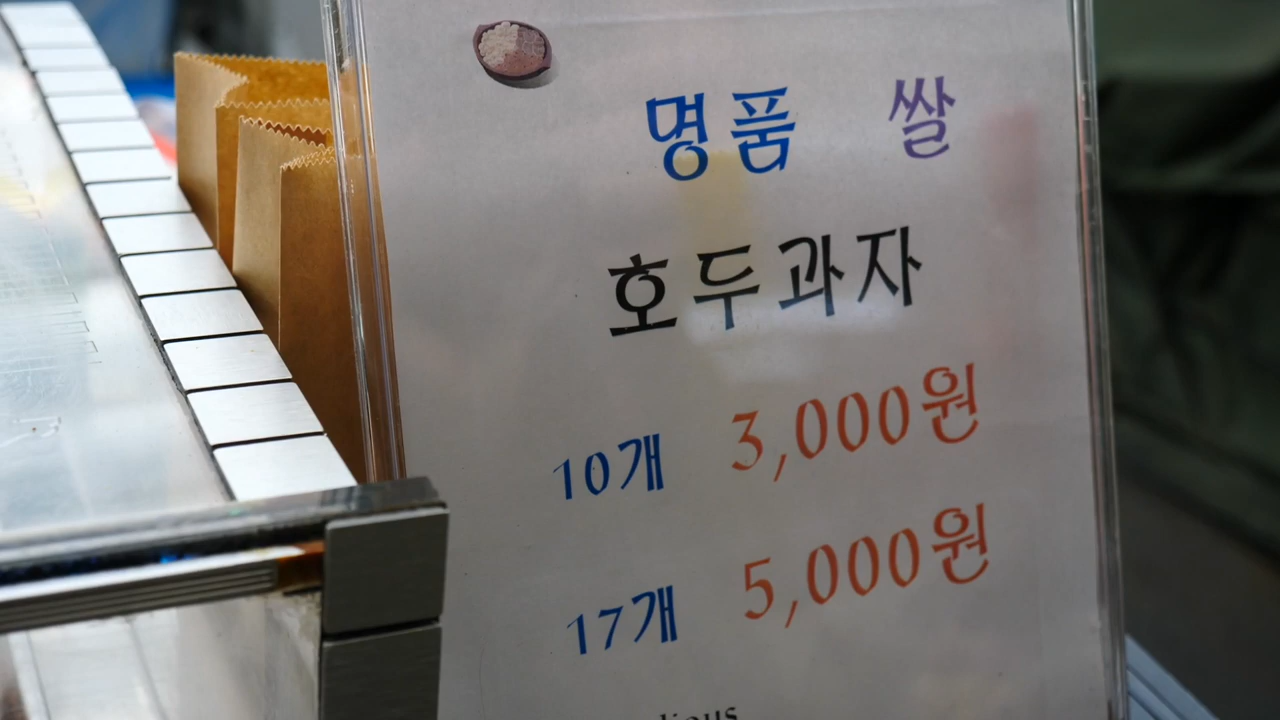 명품 쌀
호두과자
10개 3,000원
17개 5,000원